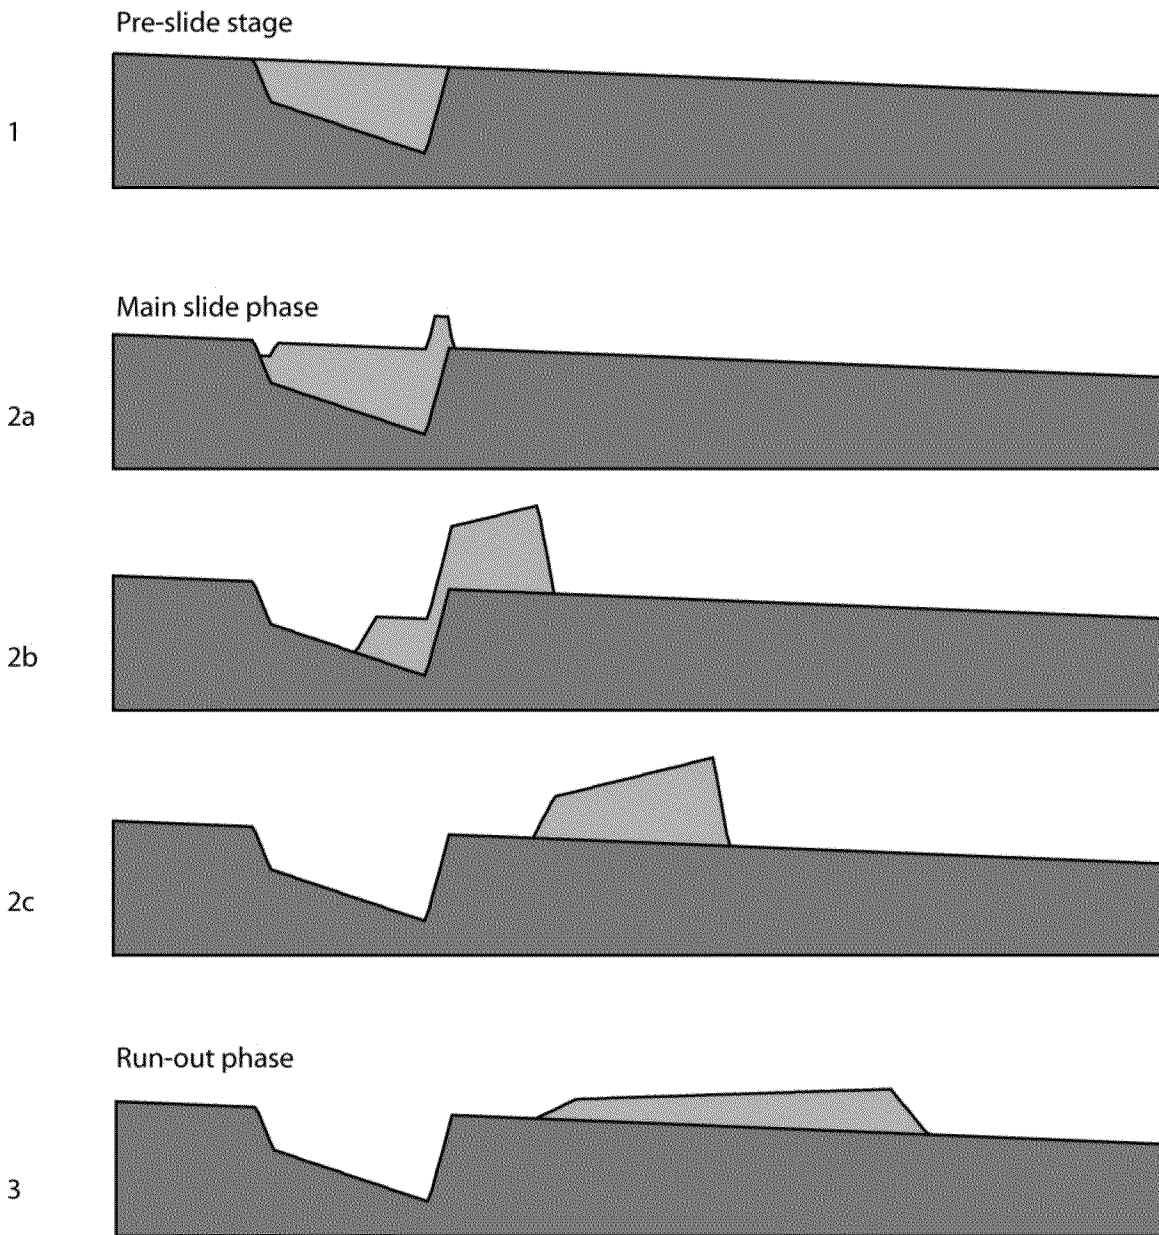 Pre-slide stage
1
Main slide phase
2a
2b
2c
Run-out phase
3